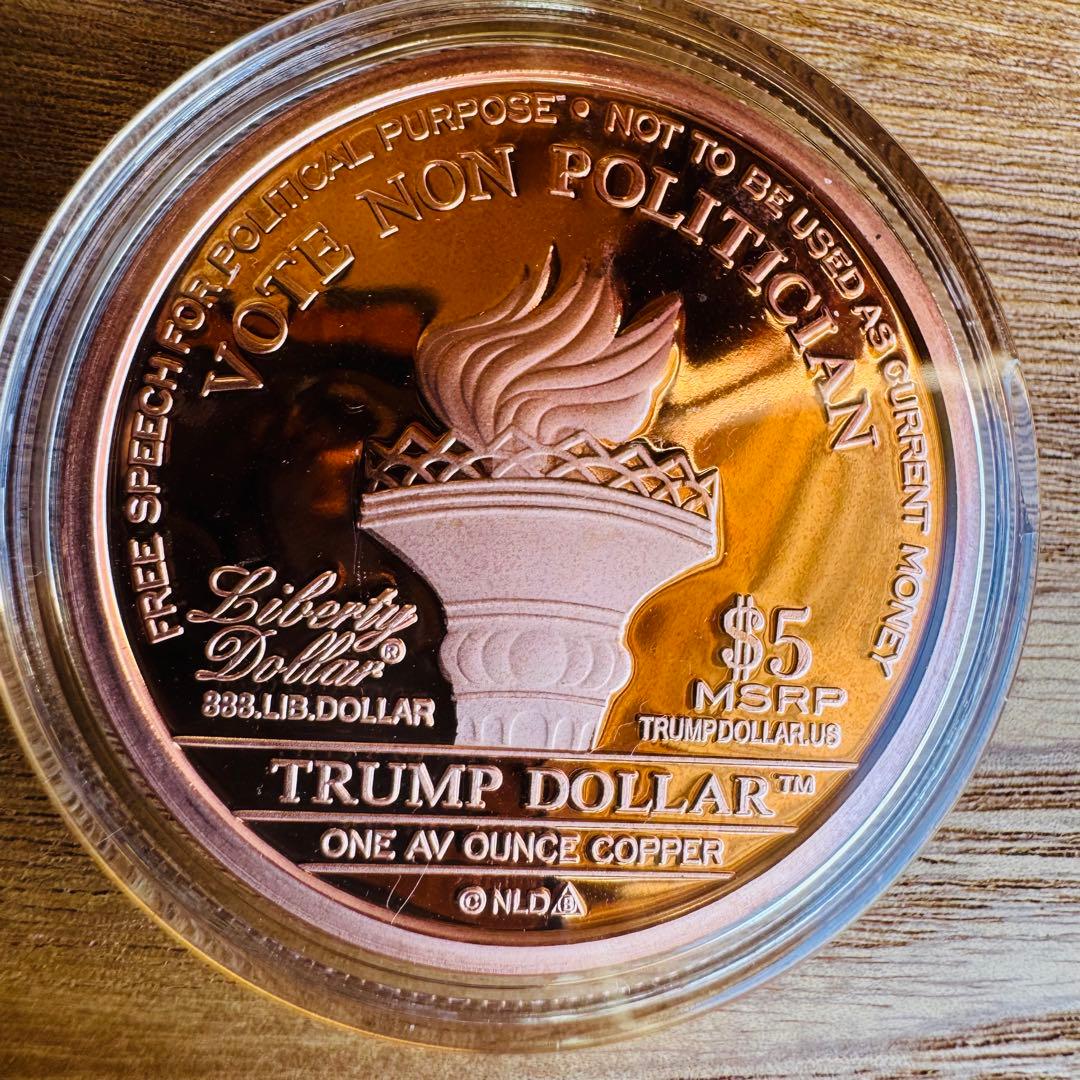 FREE SPEECH FOR POLITICAL PURPOSE℠ • NOT TO BE USED AS CURRENT MONEY
VOTE NON POLITICIAN
Liberty
Dollar®
888.LIB.DOLLAR
$5
MSRP
TRUMPDOLLAR.US
TRUMP DOLLAR™
ONE AV OUNCE COPPER
© NLD B